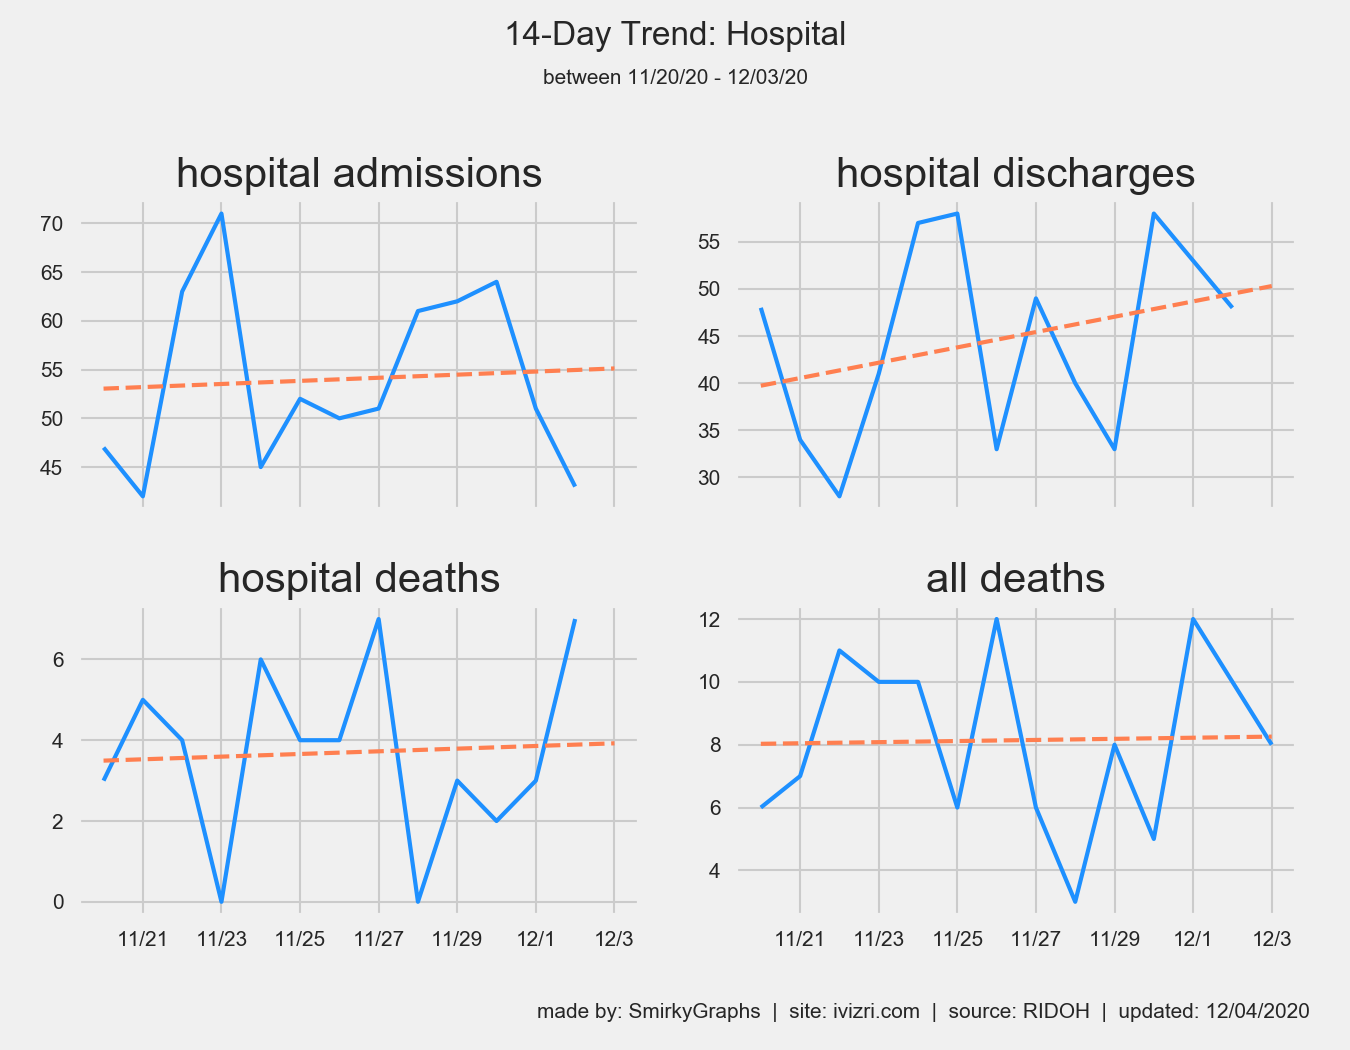 14-Day Trend: Hospital
between 11/20/20 - 12/03/20
hospital admissions
70
65
60
55
50
45
hospital discharges
55
50
45
40
35
30
hospital deaths
6
4
2
0
11/21 11/23 11/25 11/27 11/29 12/1 12/3
all deaths
12
10
8
6
4
11/21 11/23 11/25 11/27 11/29 12/1 12/3
made by: SmirkyGraphs | site: ivizri.com | source: RIDOH | updated: 12/04/2020